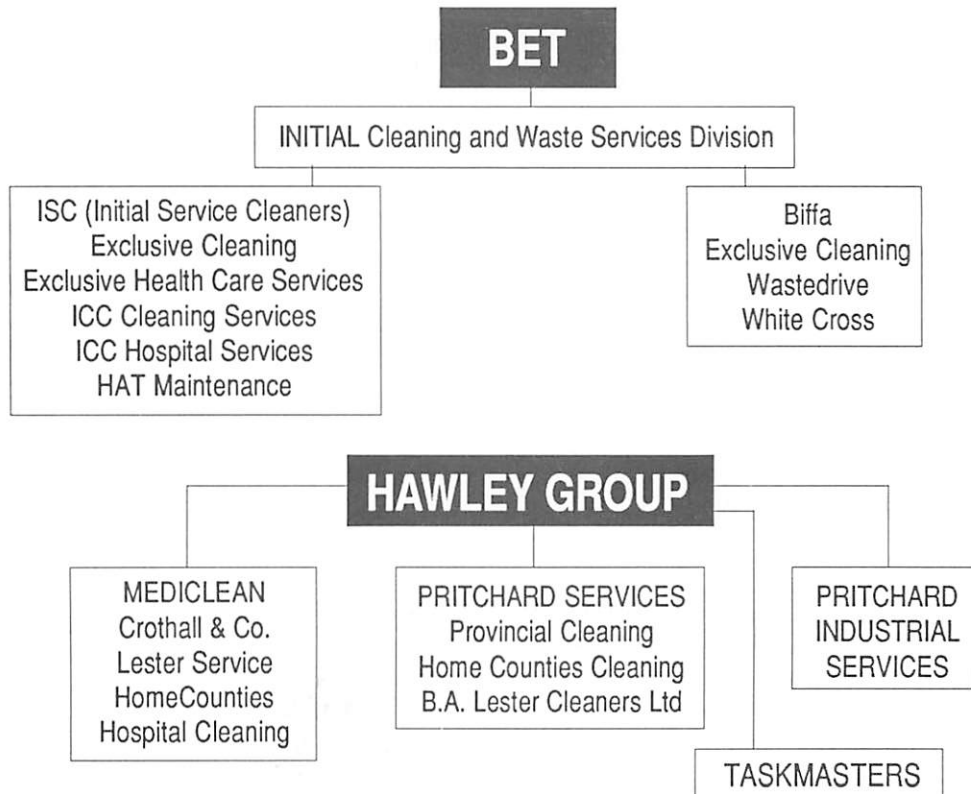 BET
INITIAL Cleaning and Waste Services Division
ISC (Initial Service Cleaners)
Exclusive Cleaning
Exclusive Health Care Services
ICC Cleaning Services
ICC Hospital Services
HAT Maintenance
Biffa
Exclusive Cleaning
Wastedrive
White Cross
HAWLEY GROUP
MEDICLEAN
Crothall & Co.
Lester Service
HomeCounties
Hospital Cleaning
PRITCHARD SERVICES
Provincial Cleaning
Home Counties Cleaning
B.A. Lester Cleaners Ltd
PRITCHARD
INDUSTRIAL
SERVICES
TASKMASTERS